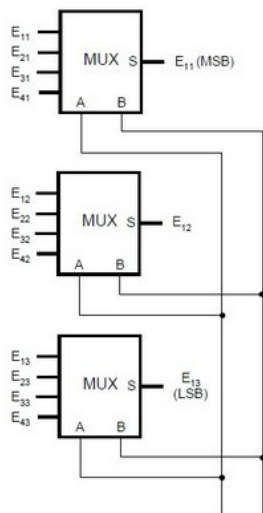 E11
E21
E31
E41
MUX
S
E11 (MSB)
A
B
E12
E22
E32
E42
MUX
S
E12
A
B
E13
E23
E33
E43
MUX
S
E13
(LSB)
A
B